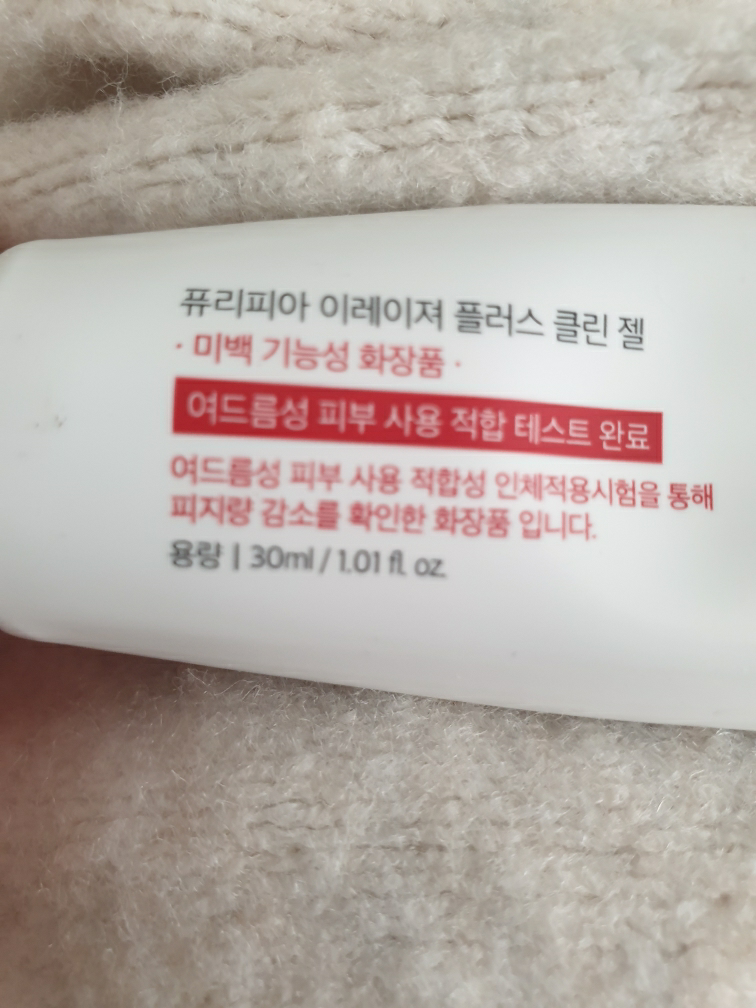 퓨리피아 이레이져 플러스 클린 젤
· 미백 기능성 화장품 ·
여드름성 피부 사용 적합 테스트 완료
여드름성 피부 사용 적합성 인체적용시험을 통해
피지량 감소를 확인한 화장품 입니다.
용량 | 30ml / 1.01 fl. oz.